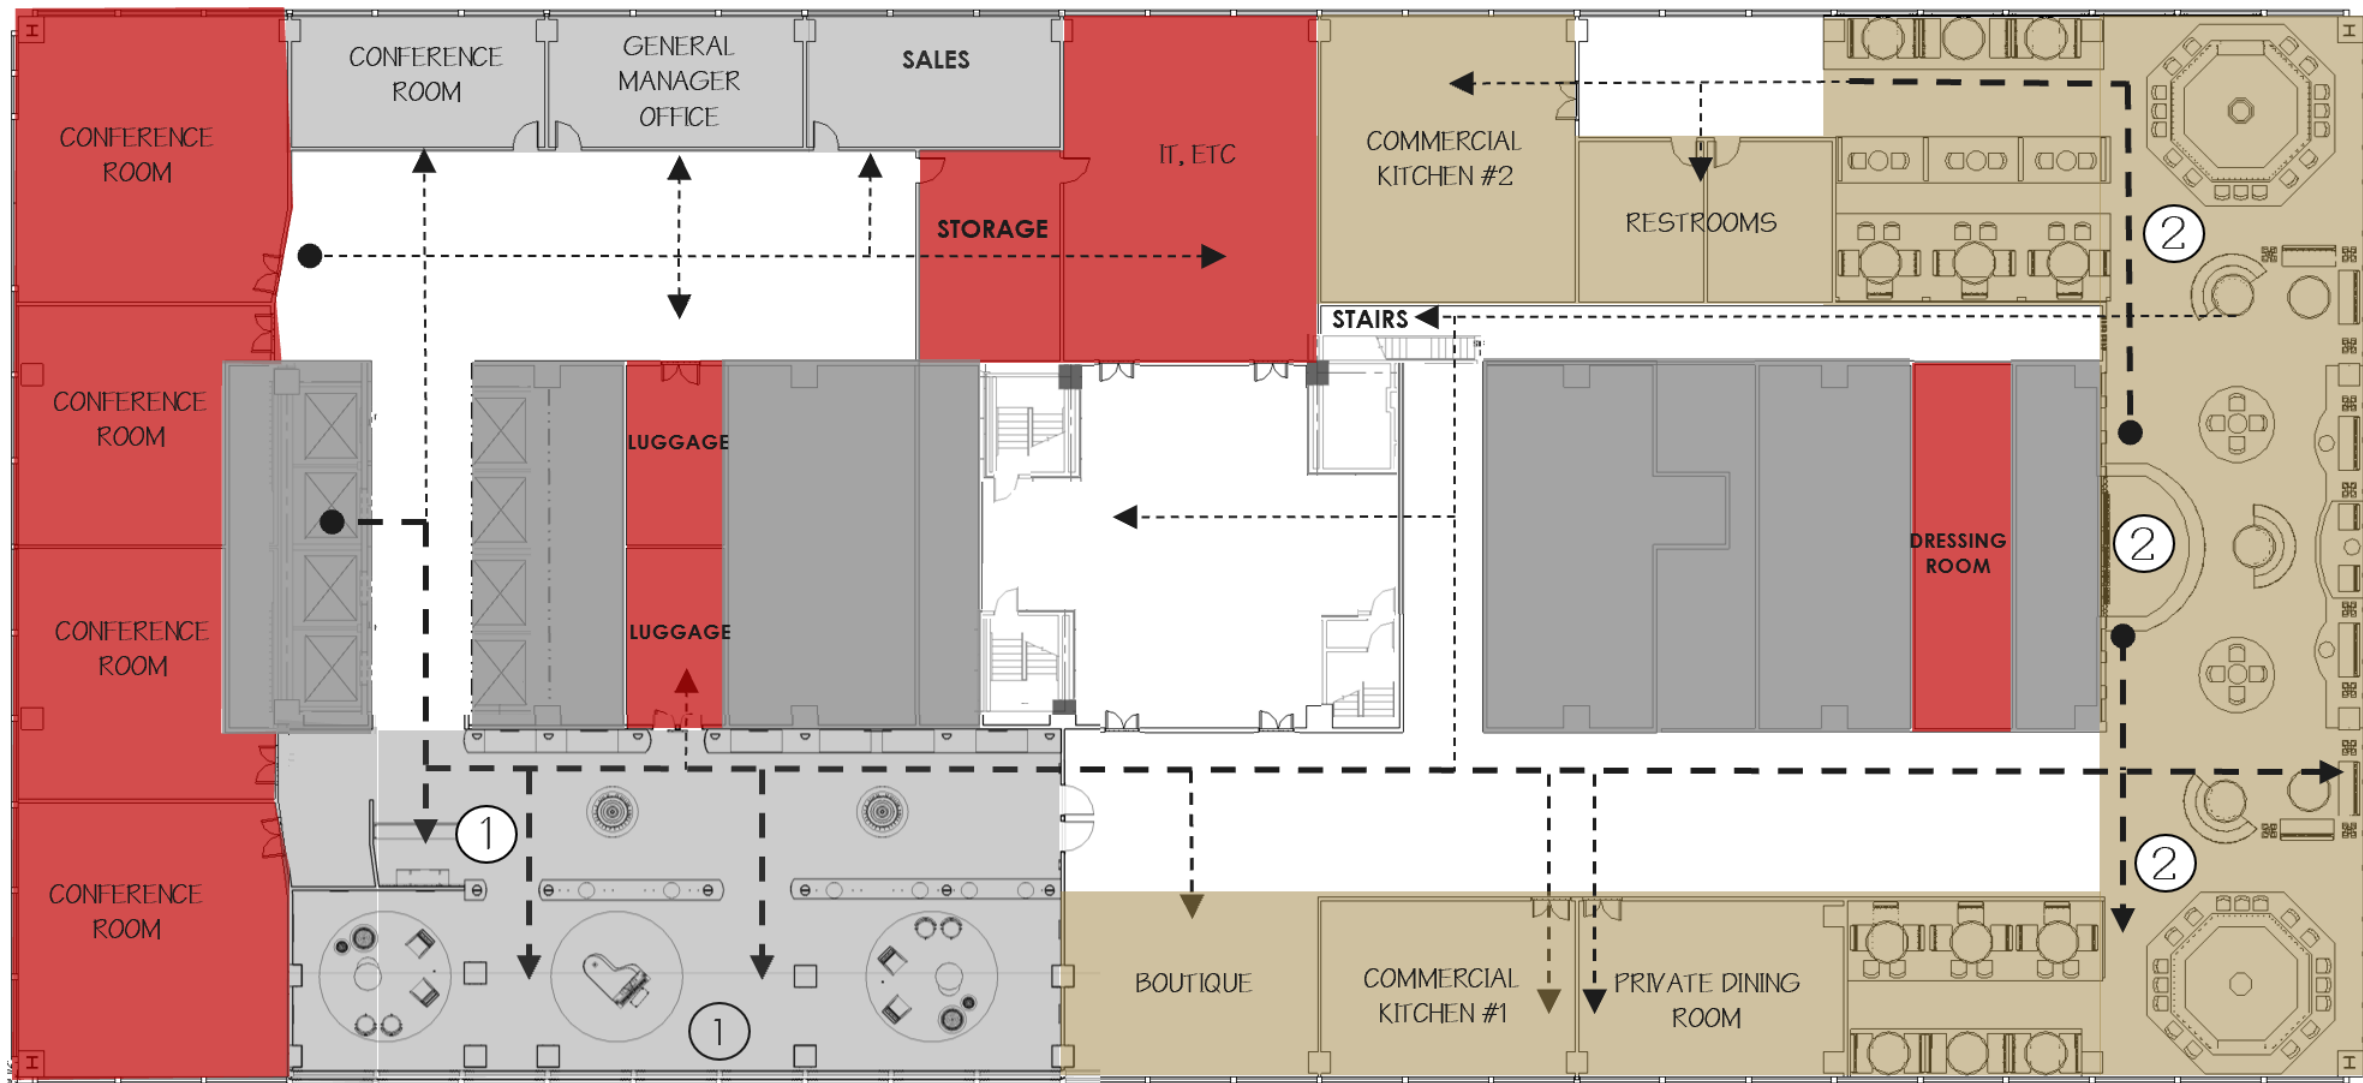 CONFERENCE
ROOM
GENERAL
MANAGER
OFFICE
SALES
CONFERENCE
ROOM
IT, ETC
COMMERCIAL
KITCHEN #2
STORAGE
RESTROOMS
2
STAIRS
CONFERENCE
ROOM
LUGGAGE
DRESSING
ROOM
2
CONFERENCE
ROOM
LUGGAGE
1
2
CONFERENCE
ROOM
BOUTIQUE
COMMERCIAL
KITCHEN #1
PRIVATE DINING
ROOM
1